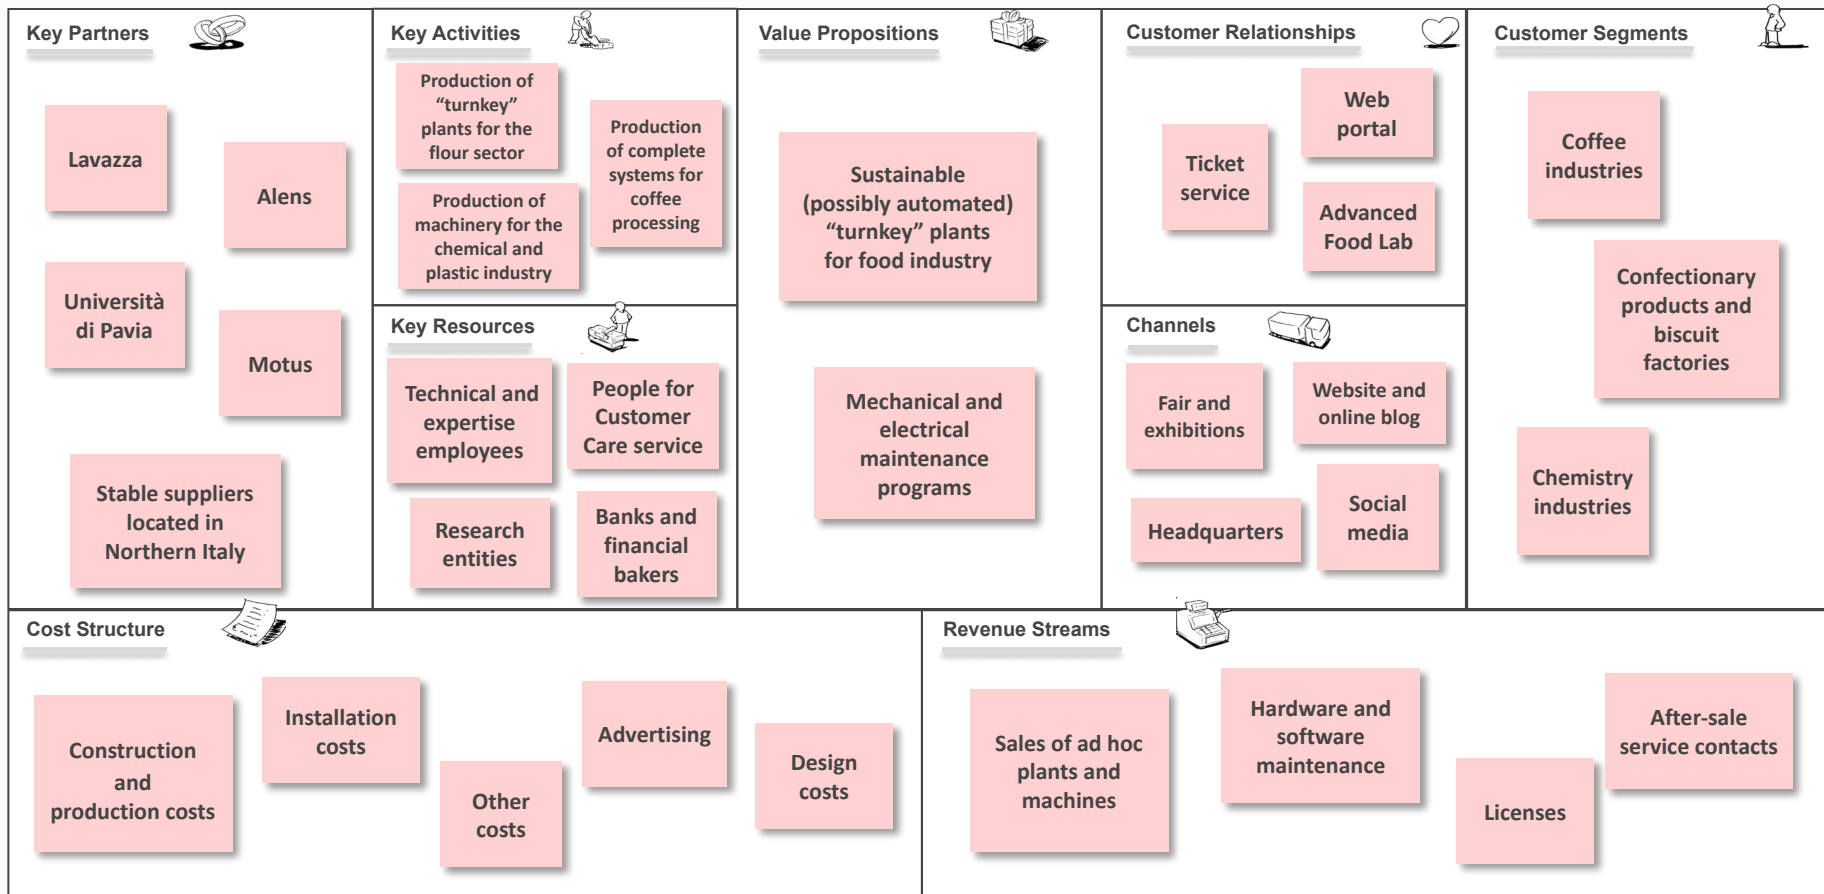 Key Partners
Lavazza
Alens
Università
di Pavia
Motus
Stable suppliers
located in
Northern Italy
Key Activities
Production of
“turnkey”
plants for the
flour sector
Production
of complete
systems for
coffee
processing
Production of
machinery for the
chemical and
plastic industry
Key Resources
Technical and
expertise
employees
People for
Customer
Care service
Research
entities
Banks and
financial
bakers
Value Propositions
Sustainable
(possibly automated)
“turnkey” plants
for food industry
Mechanical and
electrical
maintenance
programs
Customer Relationships
Web
portal
Ticket
service
Advanced
Food Lab
Channels
Fair and
exhibitions
Website and
online blog
Headquarters
Social
media
Customer Segments
Coffee
industries
Confectionary
products and
biscuit
factories
Chemistry
industries
Cost Structure
Construction
and
production costs
Installation
costs
Other
costs
Advertising
Design
costs
Revenue Streams
Sales of ad hoc
plants and
machines
Hardware and
software
maintenance
Licenses
After-sale
service contacts